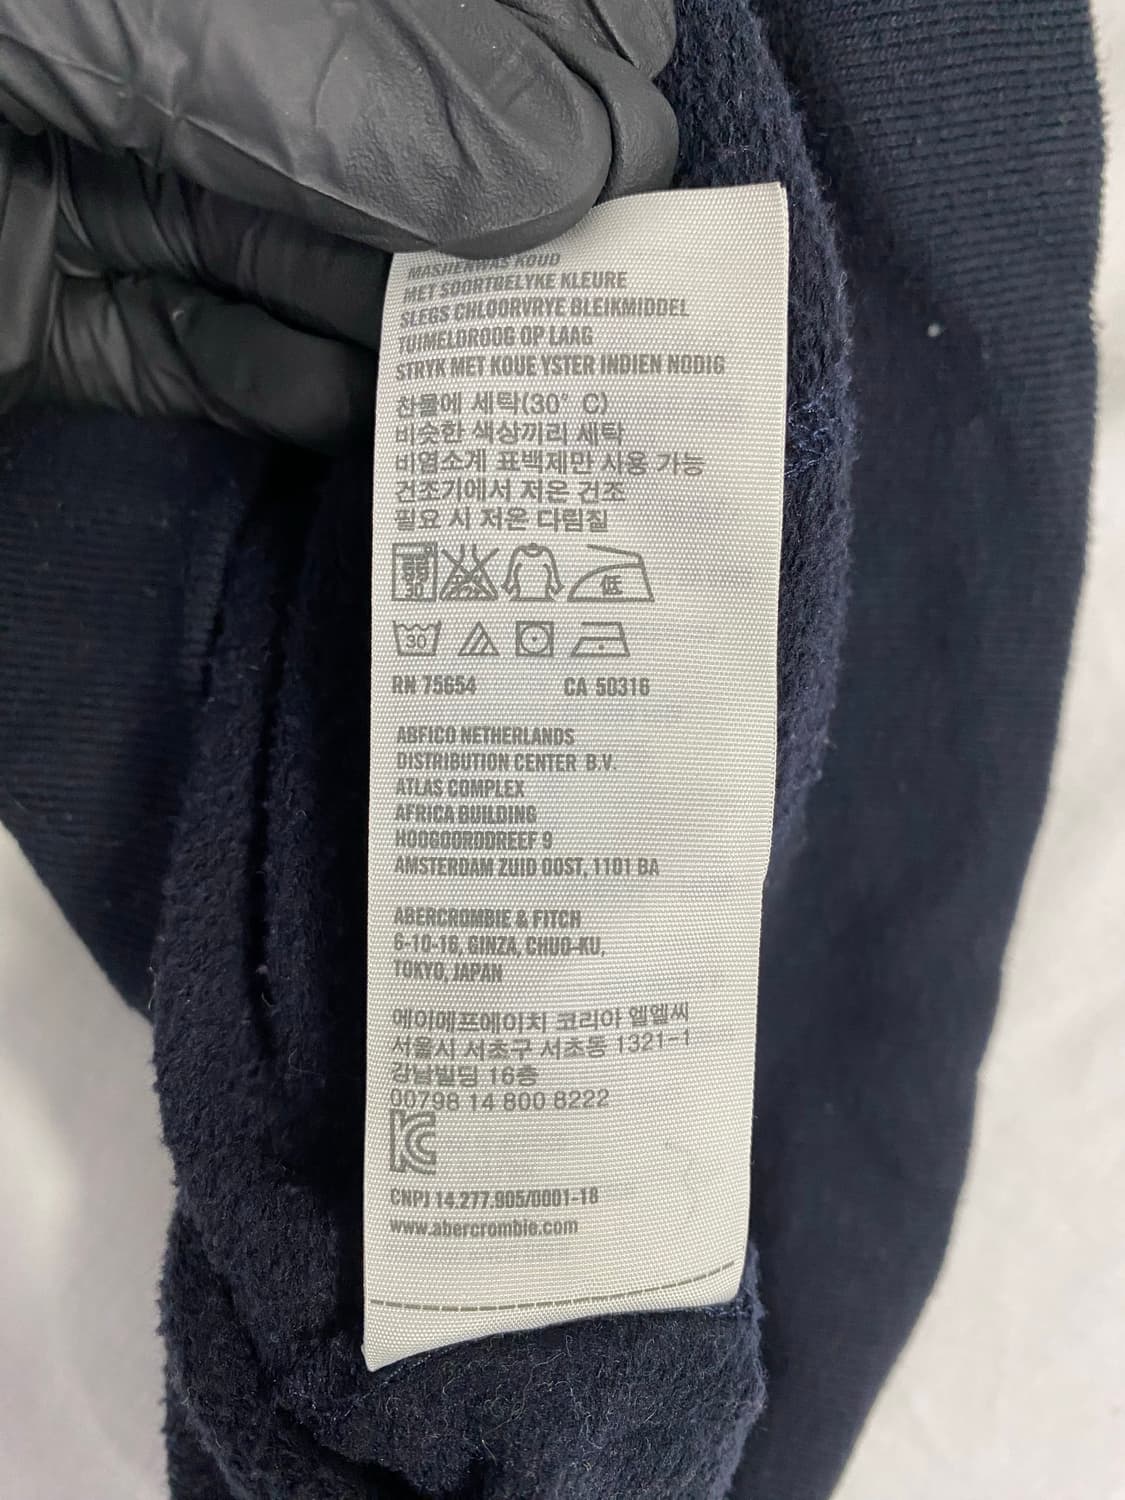 MASJIENWAS KOUD
MET SOORTGELYKE KLEURE
SLEGS CHLOORVRYE BLEIKMIDDEL
TUIMELDROOG OP LAAG
STRYK MET KOUE YSTER INDIEN NODIG
찬물에 세탁(30° C)
비슷한 색상끼리 세탁
비염소계 표백제만 사용 가능
건조기에서 저온 건조
필요 시 저온 다림질
30 低
30
RN 75654 CA 50316
ABFICO NETHERLANDS
DISTRIBUTION CENTER B.V.
ATLAS COMPLEX
AFRICA BUILDING
HOOGOORDDREEF 9
AMSTERDAM ZUID OOST, 1101 BA
ABERCROMBIE & FITCH
6-10-16, GINZA, CHUO-KU,
TOKYO, JAPAN
에이에프에이치 코리아 엘엘씨
서울시 서초구 서초동 1321-1
강남빌딩 16층
00798 14 800 8222
CNPJ 14.277.905/0001-18
www.abercrombie.com